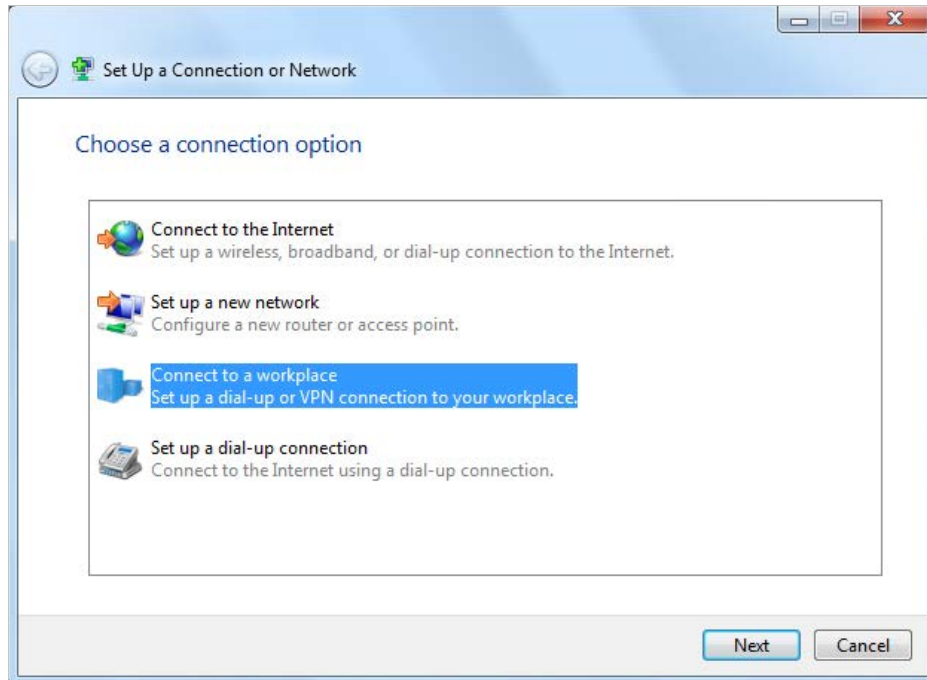 Set Up a Connection or Network
Choose a connection option
Connect to the Internet
Set up a wireless, broadband, or dial-up connection to the Internet.
Set up a new network
Configure a new router or access point.
Connect to a workplace
Set up a dial-up or VPN connection to your workplace.
Set up a dial-up connection
Connect to the Internet using a dial-up connection.
Next Cancel